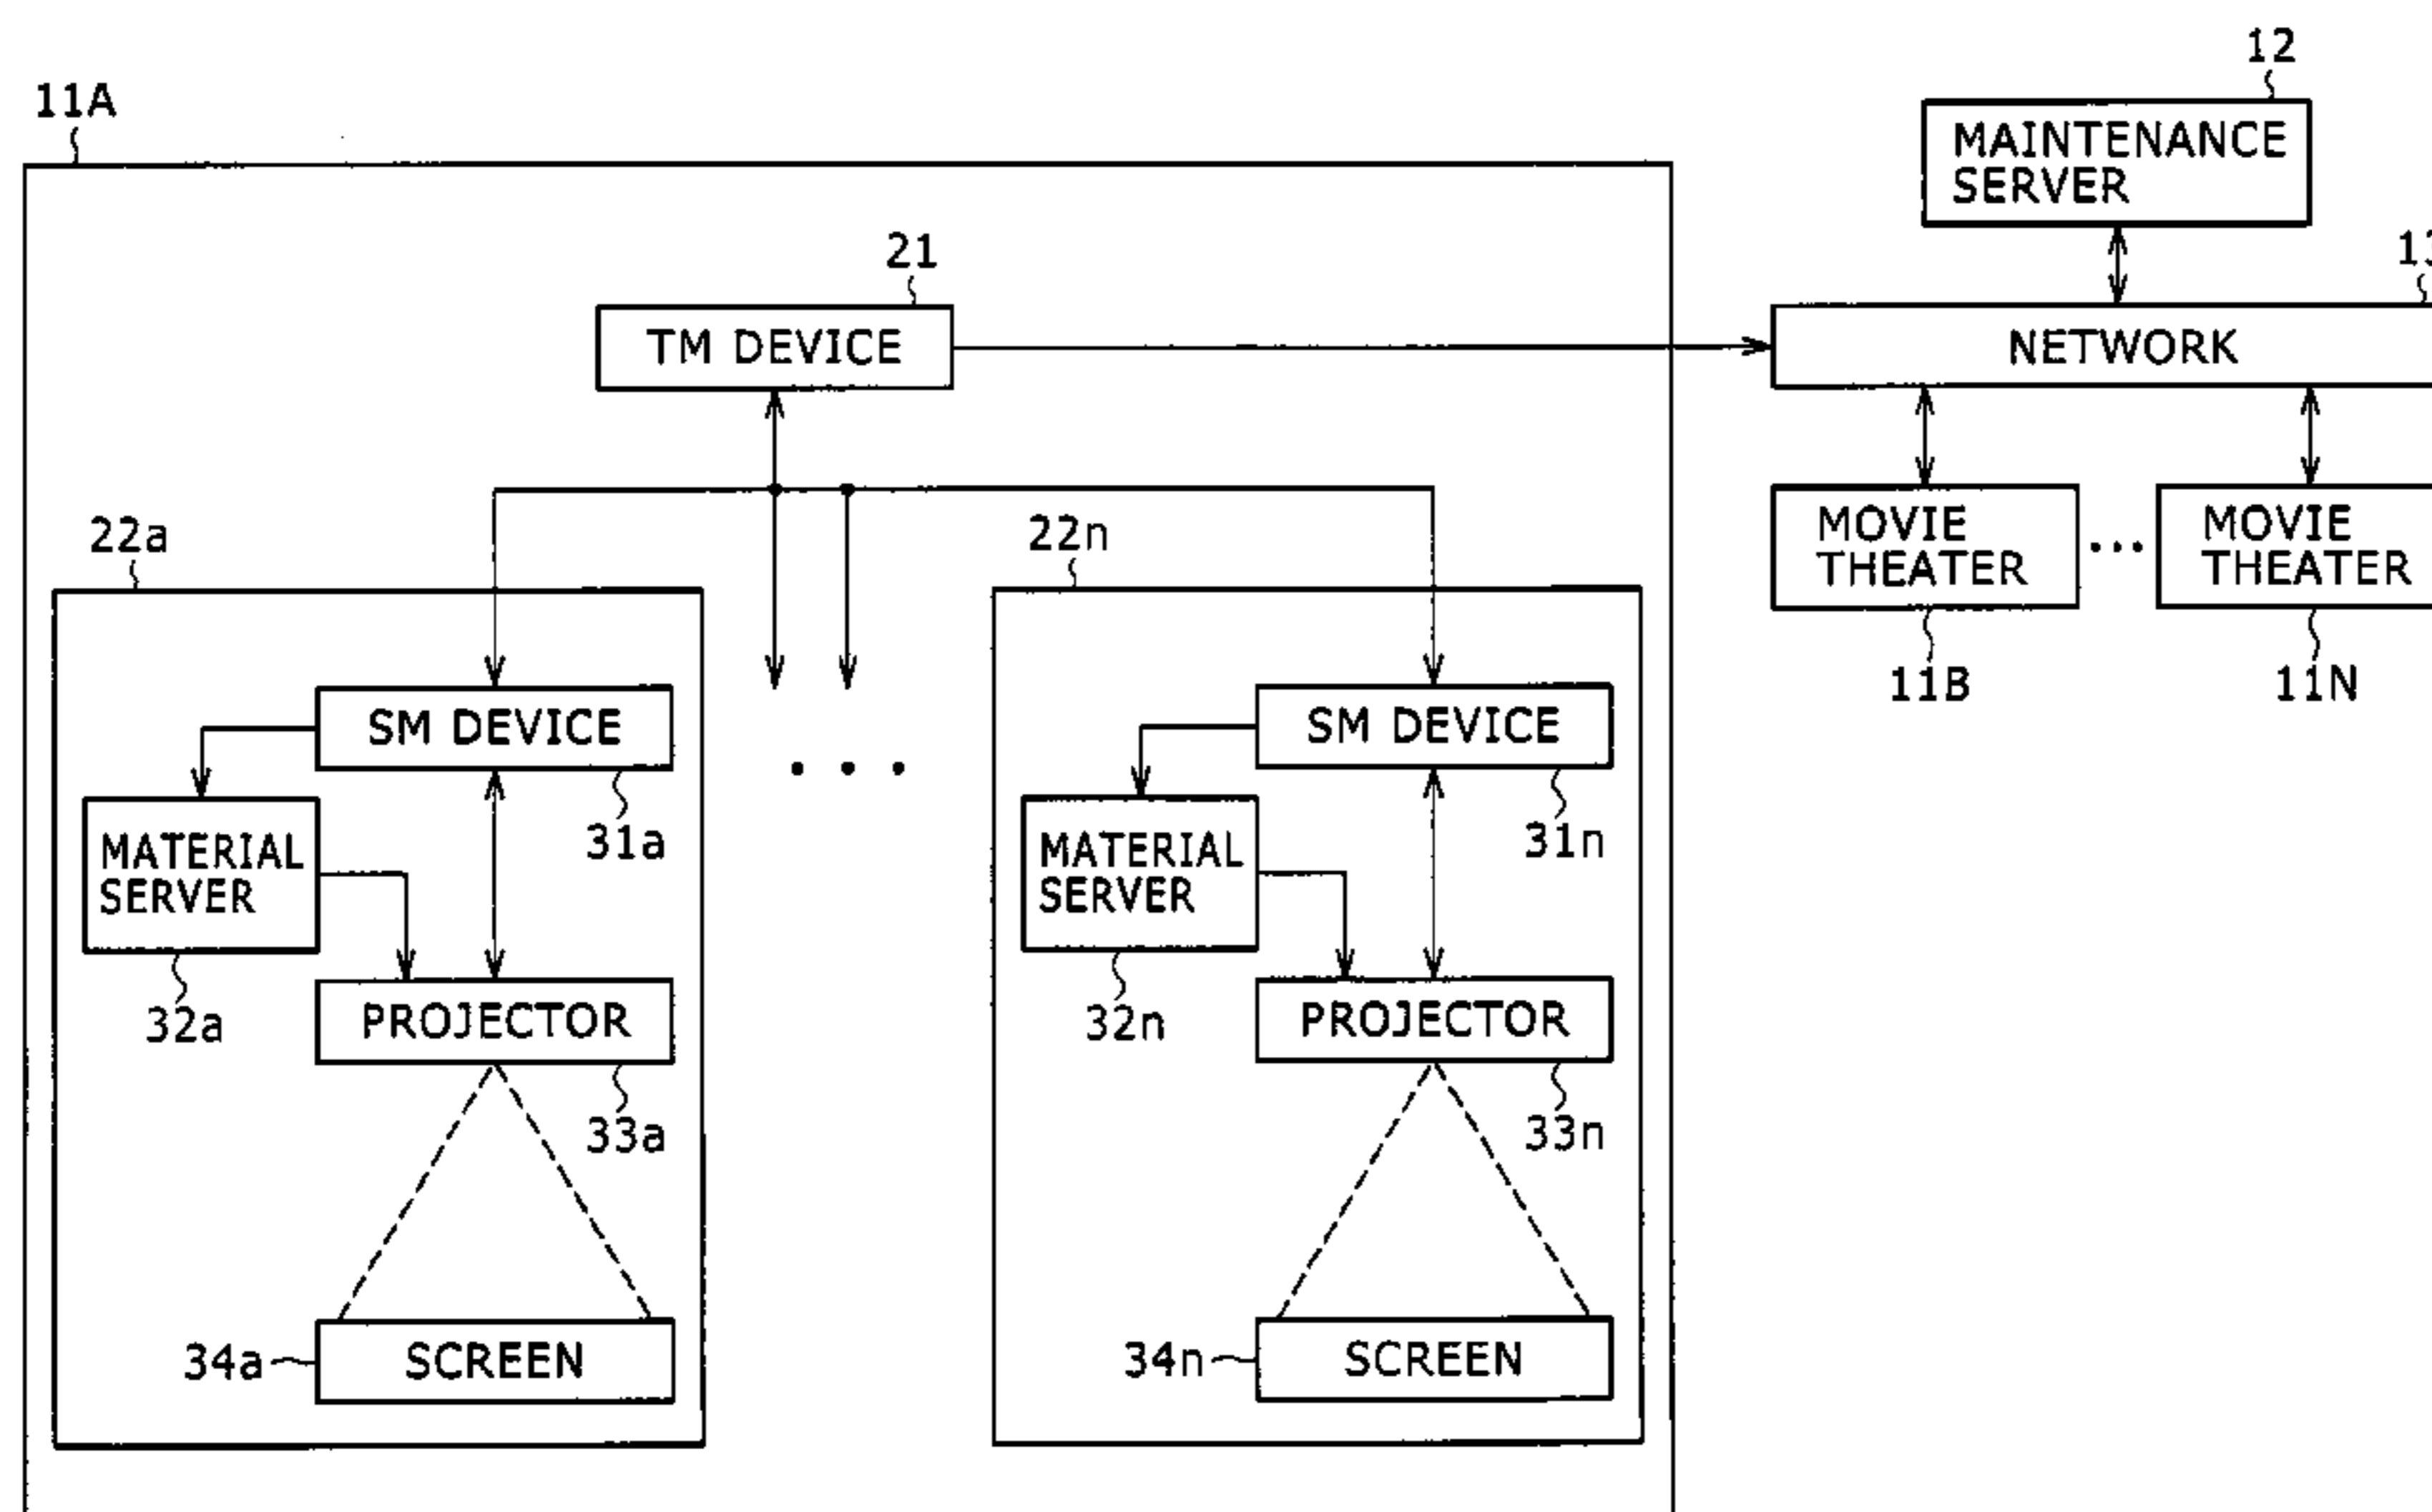 12
11A
MAINTENANCE
SERVER
21
13
TM DEVICE
NETWORK
22a
22n
MOVIE
THEATER
...
MOVIE
THEATER
11B
11N
SM DEVICE
SM DEVICE
...
31a
31n
MATERIAL
SERVER
MATERIAL
SERVER
32a
32n
PROJECTOR
PROJECTOR
33a
33n
34a
SCREEN
34n
SCREEN